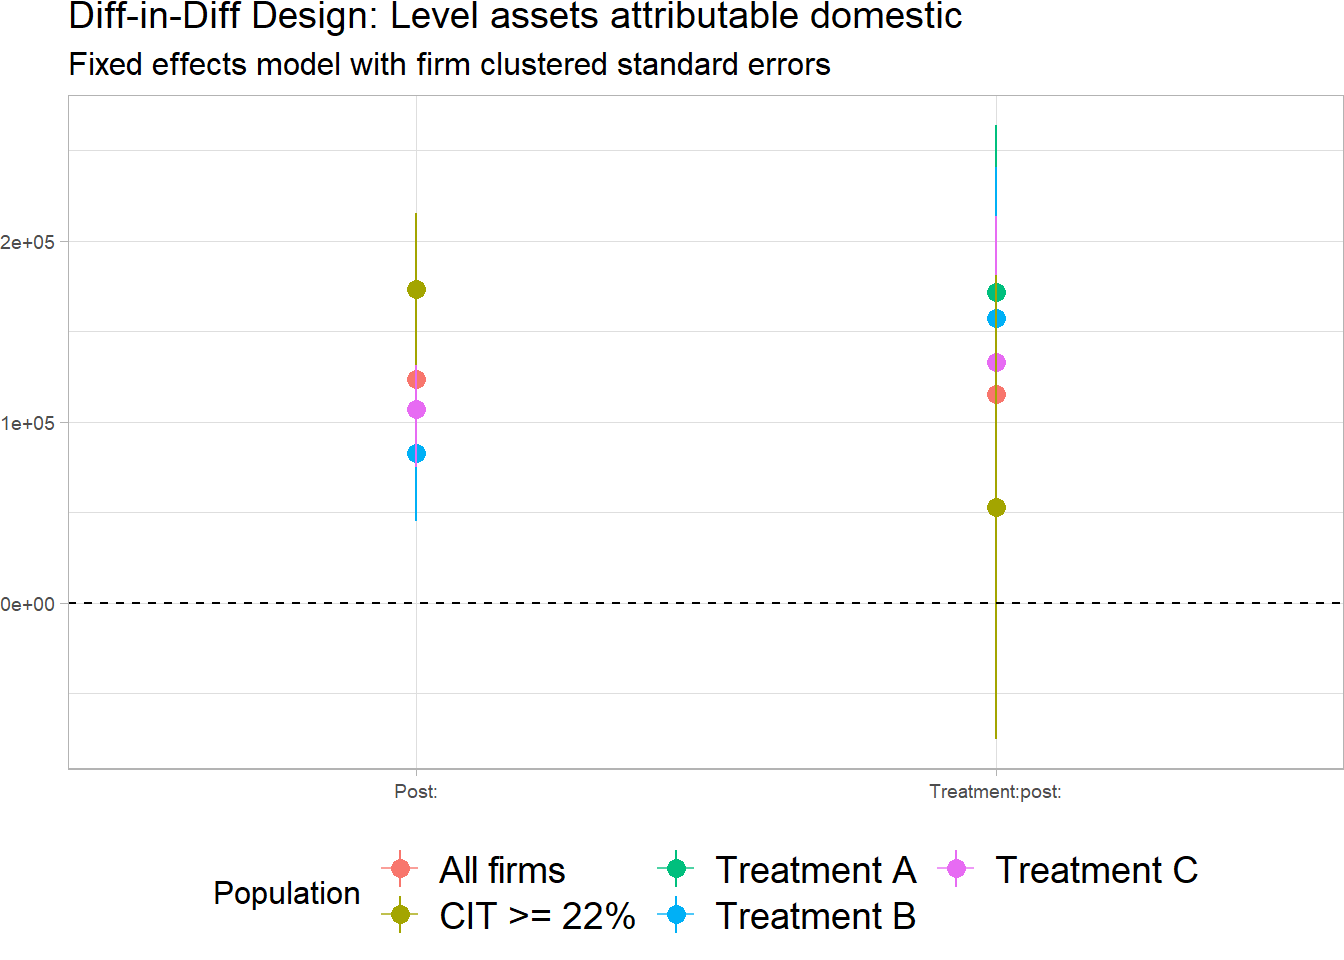 Diff-in-Diff Design: Level assets attributable domestic
Fixed effects model with firm clustered standard errors
2e+05
1e+05
0e+00
Post:
Treatment:post:
Population
All firms
Treatment A
Treatment C
CIT >= 22%
Treatment B